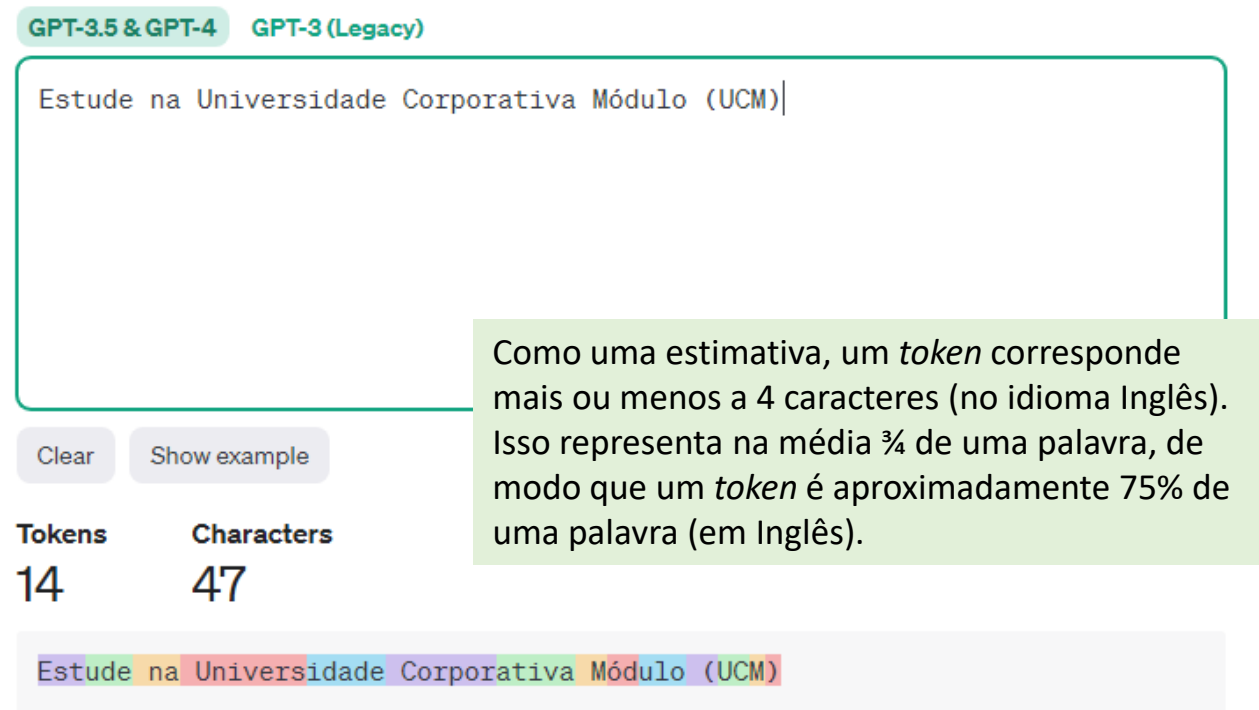 GPT-3.5 & GPT-4 GPT-3 (Legacy)
Estude na Universidade Corporativa Módulo (UCM)
Como uma estimativa, um token corresponde
mais ou menos a 4 caracteres (no idioma Inglês).
Isso representa na média ¾ de uma palavra, de
modo que um token é aproximadamente 75% de
uma palavra (em Inglês).
Clear Show example
Tokens Characters
14 47
Estude na Universidade Corporativa Módulo (UCM)